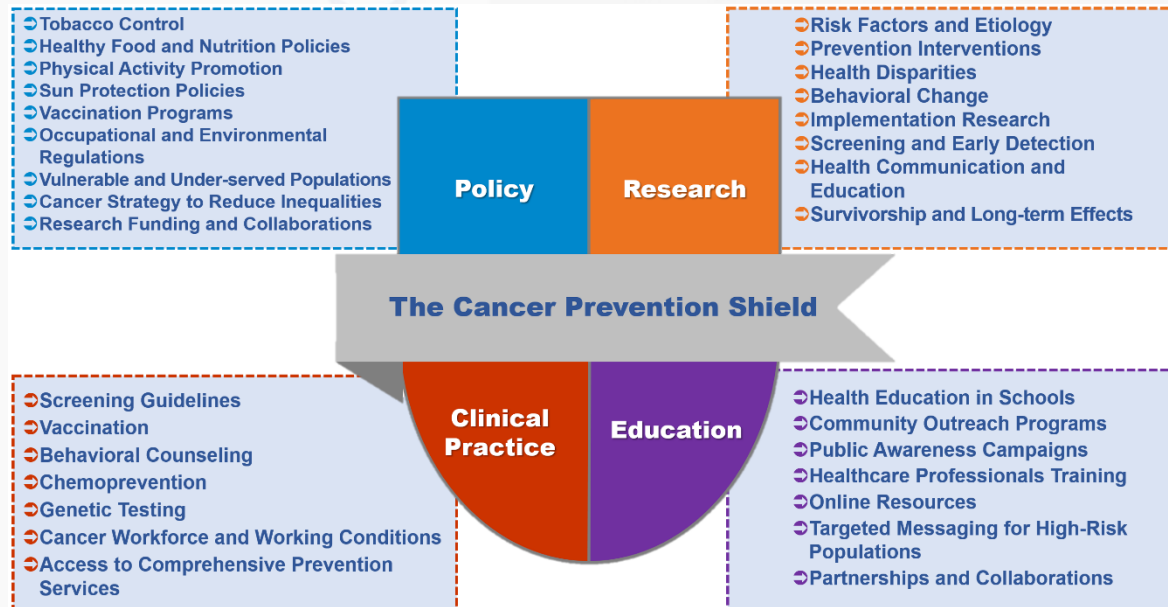 ➲Tobacco Control
➲Healthy Food and Nutrition Policies
➲Physical Activity Promotion
➲Sun Protection Policies
➲Vaccination Programs
➲Occupational and Environmental
Regulations
➲Vulnerable and Under-served Populations
➲Cancer Strategy to Reduce Inequalities
➲Research Funding and Collaborations
➲Risk Factors and Etiology
➲Prevention Interventions
➲Health Disparities
➲Behavioral Change
➲Implementation Research
➲Screening and Early Detection
➲Health Communication and
Education
➲Survivorship and Long-term Effects
Policy
Research
The Cancer Prevention Shield
Clinical
Practice
Education
➲Screening Guidelines
➲Vaccination
➲Behavioral Counseling
➲Chemoprevention
➲Genetic Testing
➲Cancer Workforce and Working Conditions
➲Access to Comprehensive Prevention
Services
➲Health Education in Schools
➲Community Outreach Programs
➲Public Awareness Campaigns
➲Healthcare Professionals Training
➲Online Resources
➲Targeted Messaging for High-Risk
Populations
➲Partnerships and Collaborations